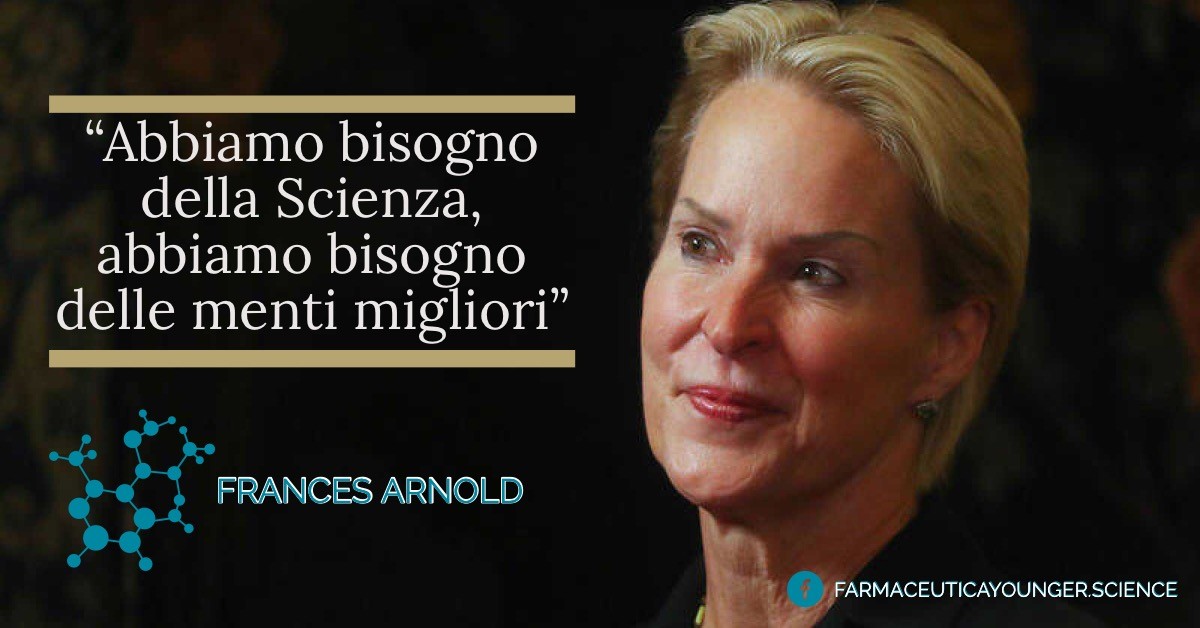 “Abbiamo bisogno
della Scienza,
abbiamo bisogno
delle menti migliori”
FRANCES ARNOLD
FARMACEUTICAYOUNGER.SCIENCE